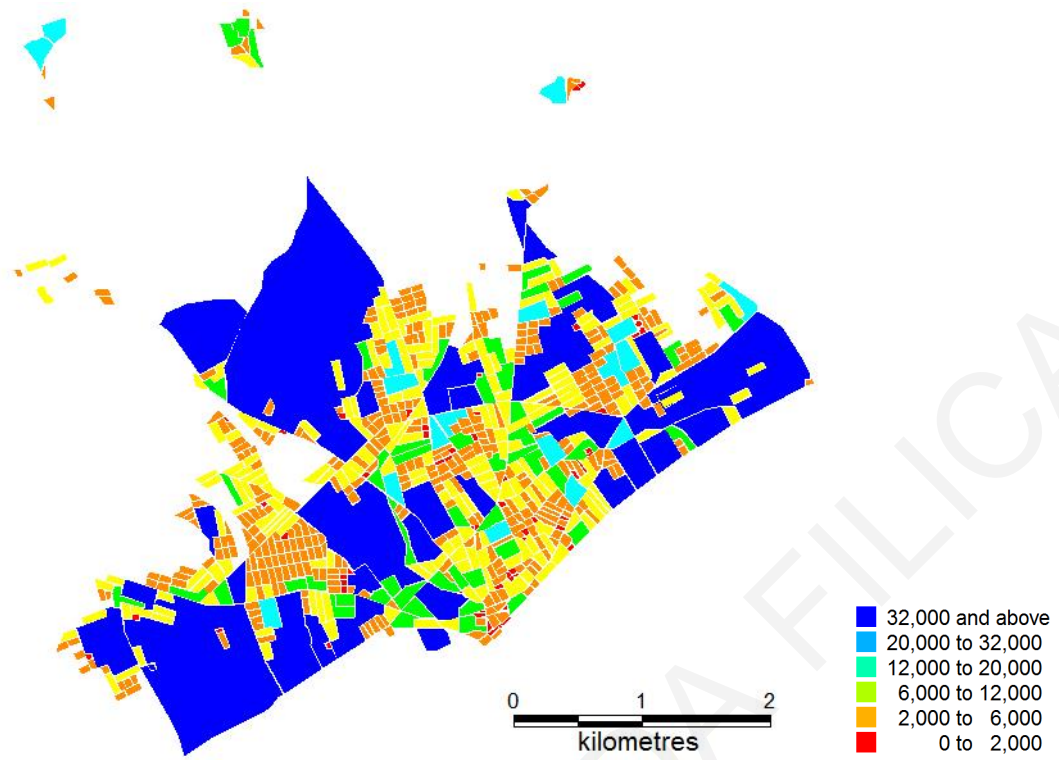 0 1 2
kilometres
32,000 and above
20,000 to 32,000
12,000 to 20,000
6,000 to 12,000
2,000 to 6,000
0 to 2,000